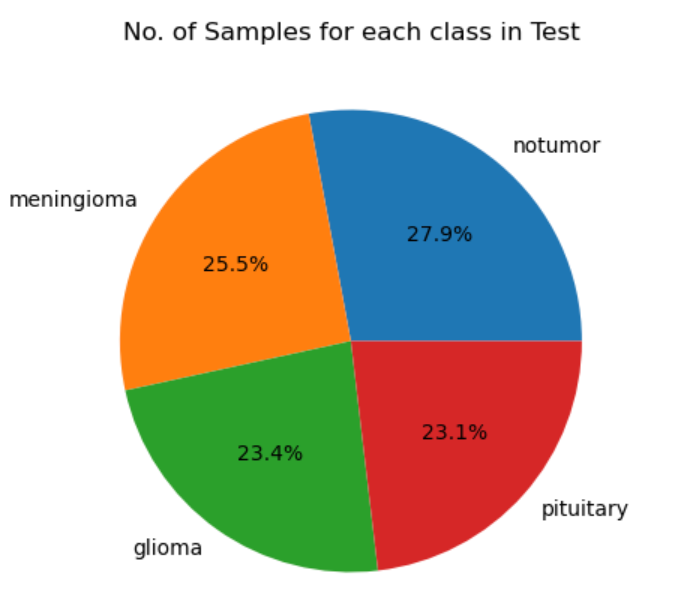 No. of Samples for each class in Test
notumor
meningioma
27.9%
25.5%
23.1%
23.4%
pituitary
glioma